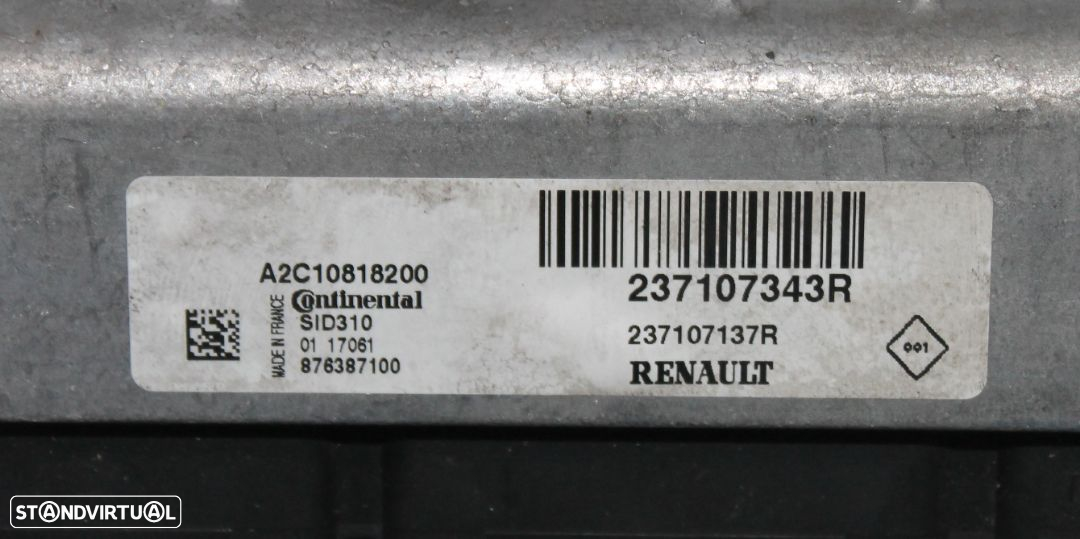 A2C10818200
Continental
MADE IN FRANCE
SID310
01 17061
876387100
237107343R
237107137R
RENAULT
001
STANDVIRTUAL